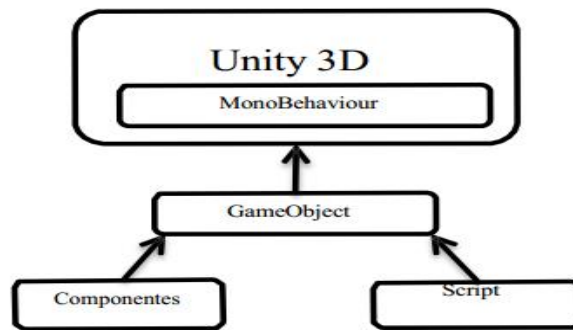 Unity 3D
MonoBehaviour
GameObject
Componentes
Script